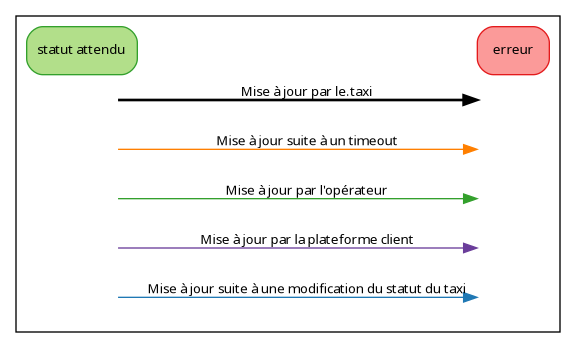 statut attendu
erreur
Mise à jour par le.taxi
Mise à jour suite à un timeout
Mise à jour par l'opérateur
Mise à jour par la plateforme client
Mise à jour suite à une modification du statut du taxi